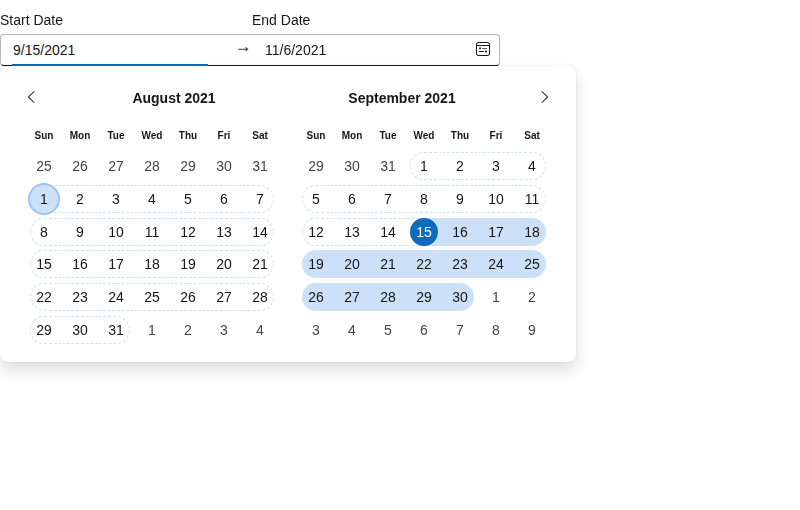 Start Date End Date
9/15/2021 → 11/6/2021
August 2021 September 2021
Sun Mon Tue Wed Thu Fri Sat Sun Mon Tue Wed Thu Fri Sat
25 26 27 28 29 30 31 29 30 31 1 2 3 4
1 2 3 4 5 6 7 5 6 7 8 9 10 11
8 9 10 11 12 13 14 12 13 14 15 16 17 18
15 16 17 18 19 20 21 19 20 21 22 23 24 25
22 23 24 25 26 27 28 26 27 28 29 30 1 2
29 30 31 1 2 3 4 3 4 5 6 7 8 9